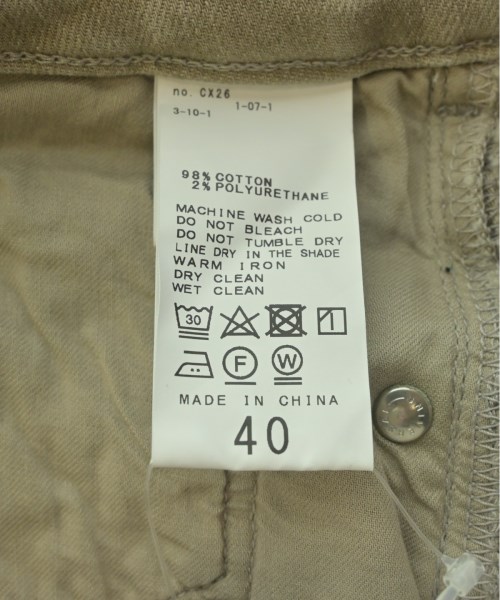 no. CX26
3-10-1 1-07-1
98% COTTON
2% POLYURETHANE
MACHINE WASH COLD
DO NOT BLEACH
DO NOT TUMBLE DRY
LINE DRY IN THE SHADE
WARM IRON
DRY CLEAN
WET CLEAN
30
F W
MADE IN CHINA
40